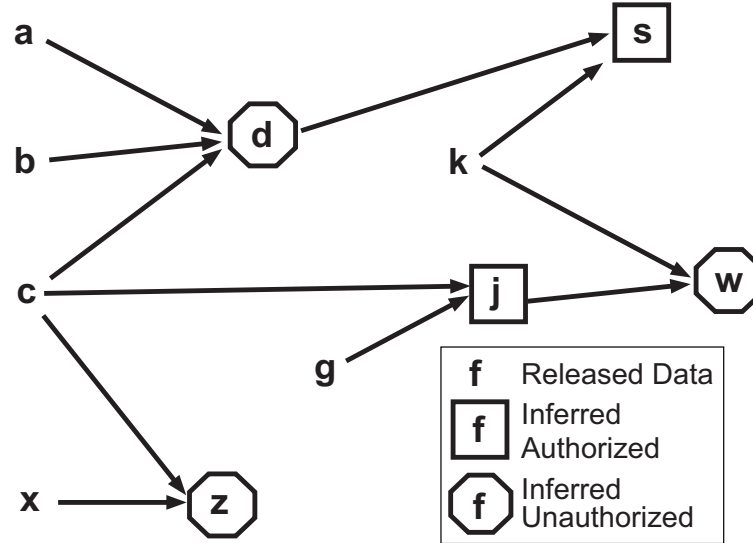 a
s
d
b
k
c
j
w
g
x
z
f Released Data
f Inferred
Authorized
f Inferred
Unauthorized